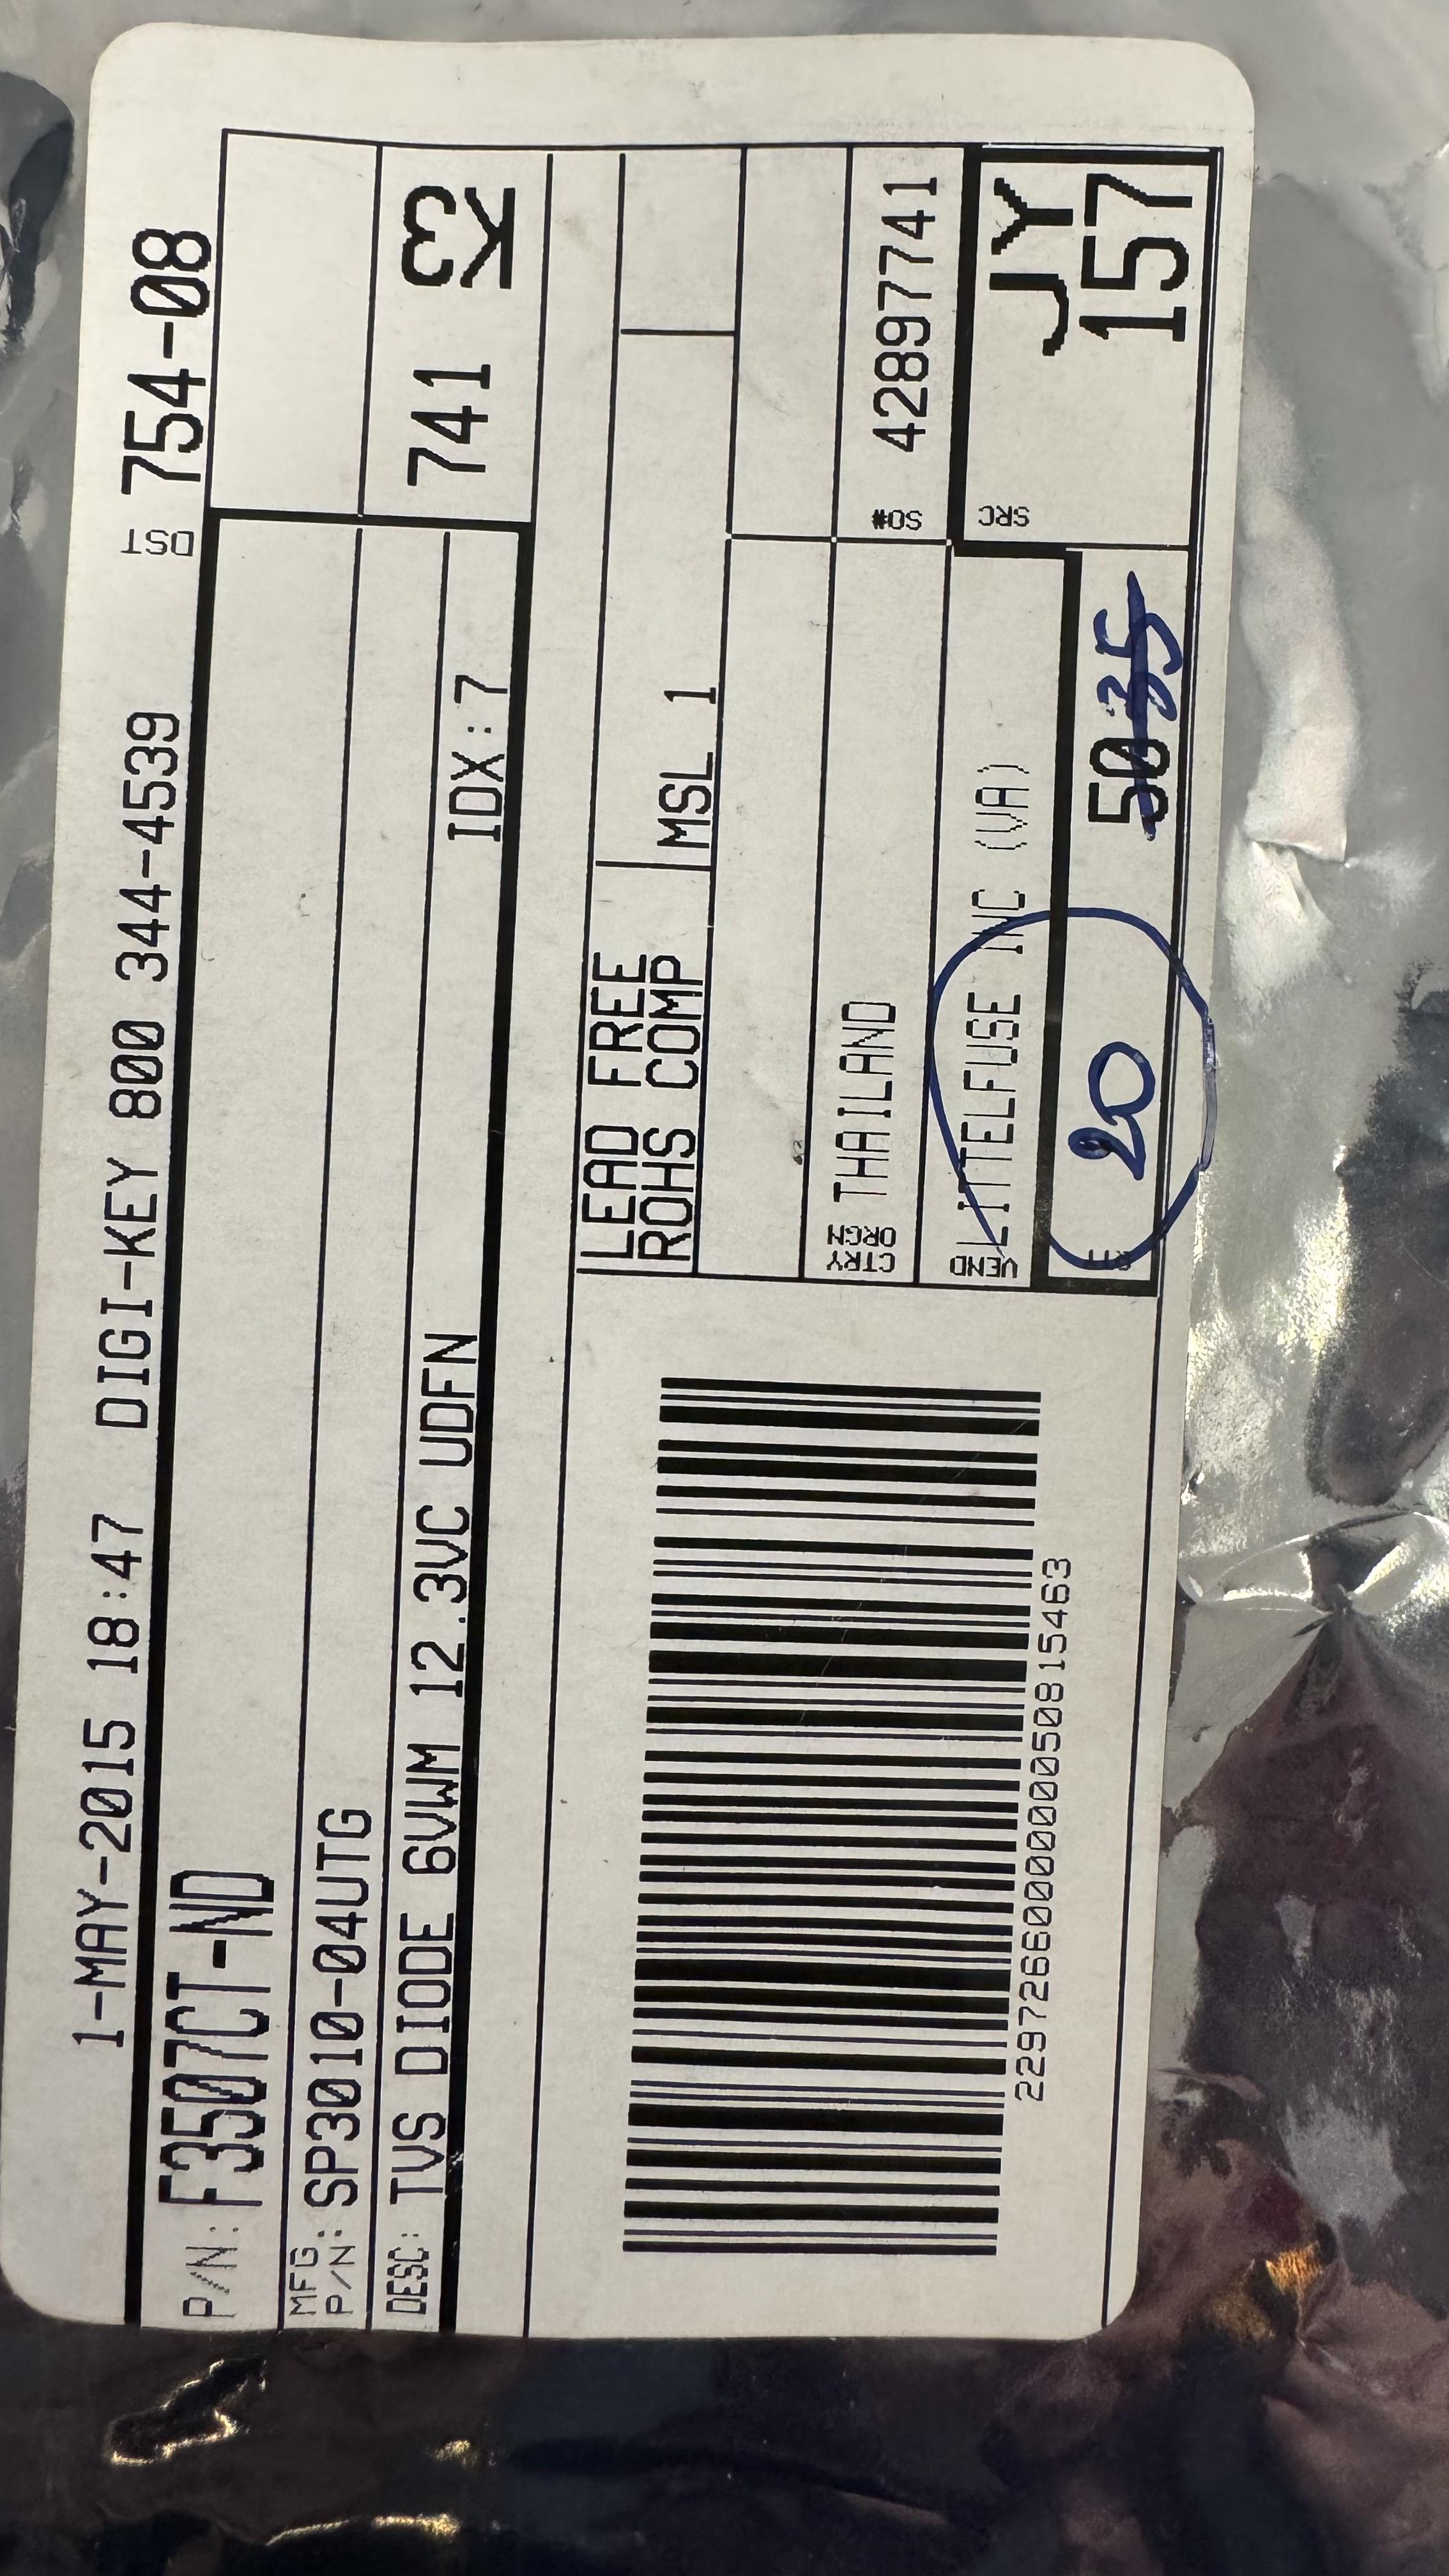 1-MAY-2015 18:47 DIGI-KEY 800 344-4539 DST 754-08
P/N: F3507CT-ND
MFG P/N: SP3010-04UTG
DESC: TVS DIODE 6VWM 12.3VC UDFN
IDX:7
741
LEAD FREE
ROHS COMP
MSL 1
CTRY ORGN THAILAND
SO# 42897741
VEND LITTELFUSE INC (VA)
SRC JY
157
20
50 35
2297266000000050815463